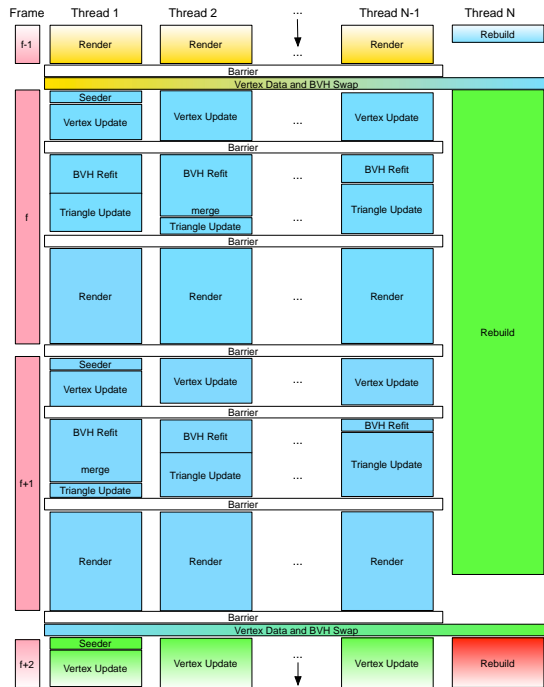 Frame Thread 1 Thread 2 ... Thread N-1 Thread N
f-1 Render Render ... Render Rebuild
Barrier
Vertex Data and BVH Swap
Seeder
Vertex Update Vertex Update ... Vertex Update
Barrier
BVH Refit BVH Refit ... BVH Refit
merge
Triangle Update Triangle Update ... Triangle Update
f
Barrier
Render Render ... Render Rebuild
Barrier
Seeder
Vertex Update Vertex Update ... Vertex Update
Barrier
BVH Refit BVH Refit ... BVH Refit
merge
Triangle Update Triangle Update ... Triangle Update
f+1
Barrier
Render Render ... Render
Barrier
Vertex Data and BVH Swap
Seeder
f+2 Vertex Update Vertex Update ... Vertex Update Rebuild